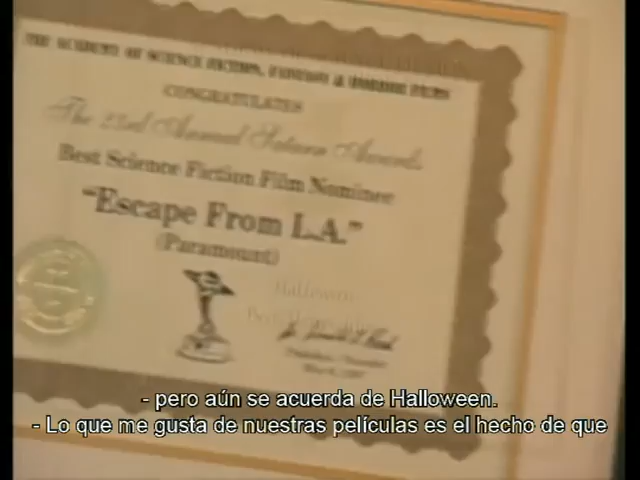 THE ACADEMY OF SCIENCE FICTION, FANTASY & HORROR FILMS
CONGRATULATES
The 23rd Annual Saturn Awards
Best Science Fiction Film Nominee
"Escape From L.A."
(Paramount)
Halloween
- pero aún se acuerda de Halloween.
- Lo que me gusta de nuestras películas es el hecho de que